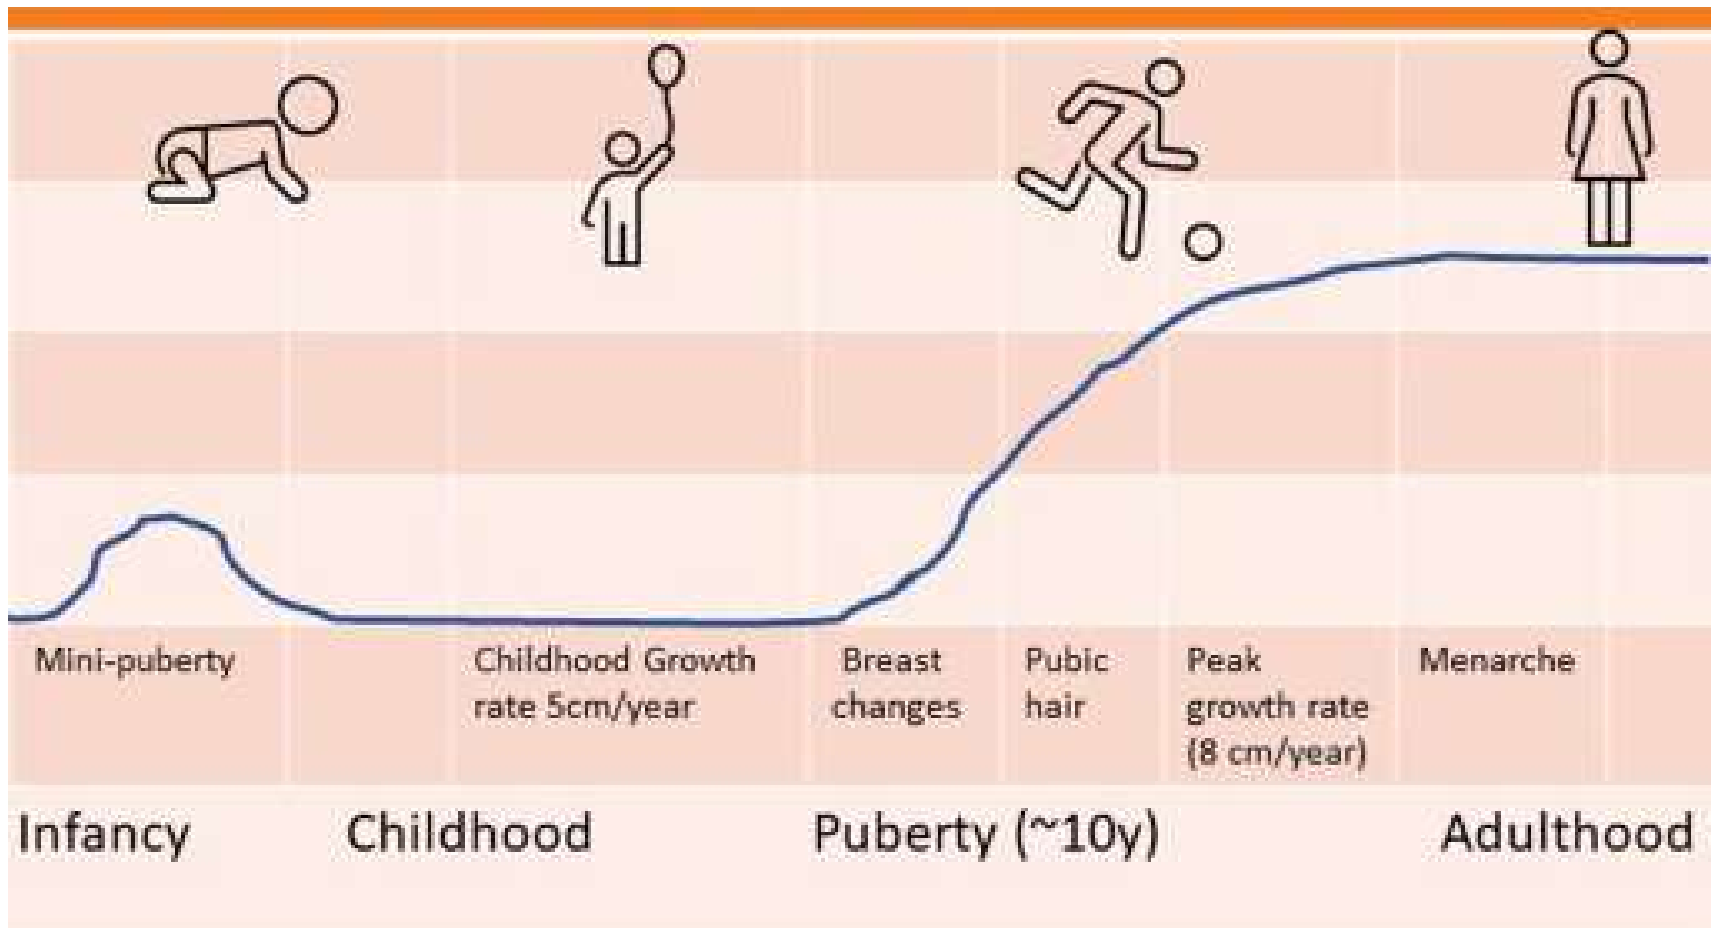 Mini-puberty
Childhood Growth
rate 5cm/year
Breast
changes
Pubic
hair
Peak
growth rate
(8 cm/year)
Menarche
Infancy
Childhood
Puberty (~10y)
Adulthood